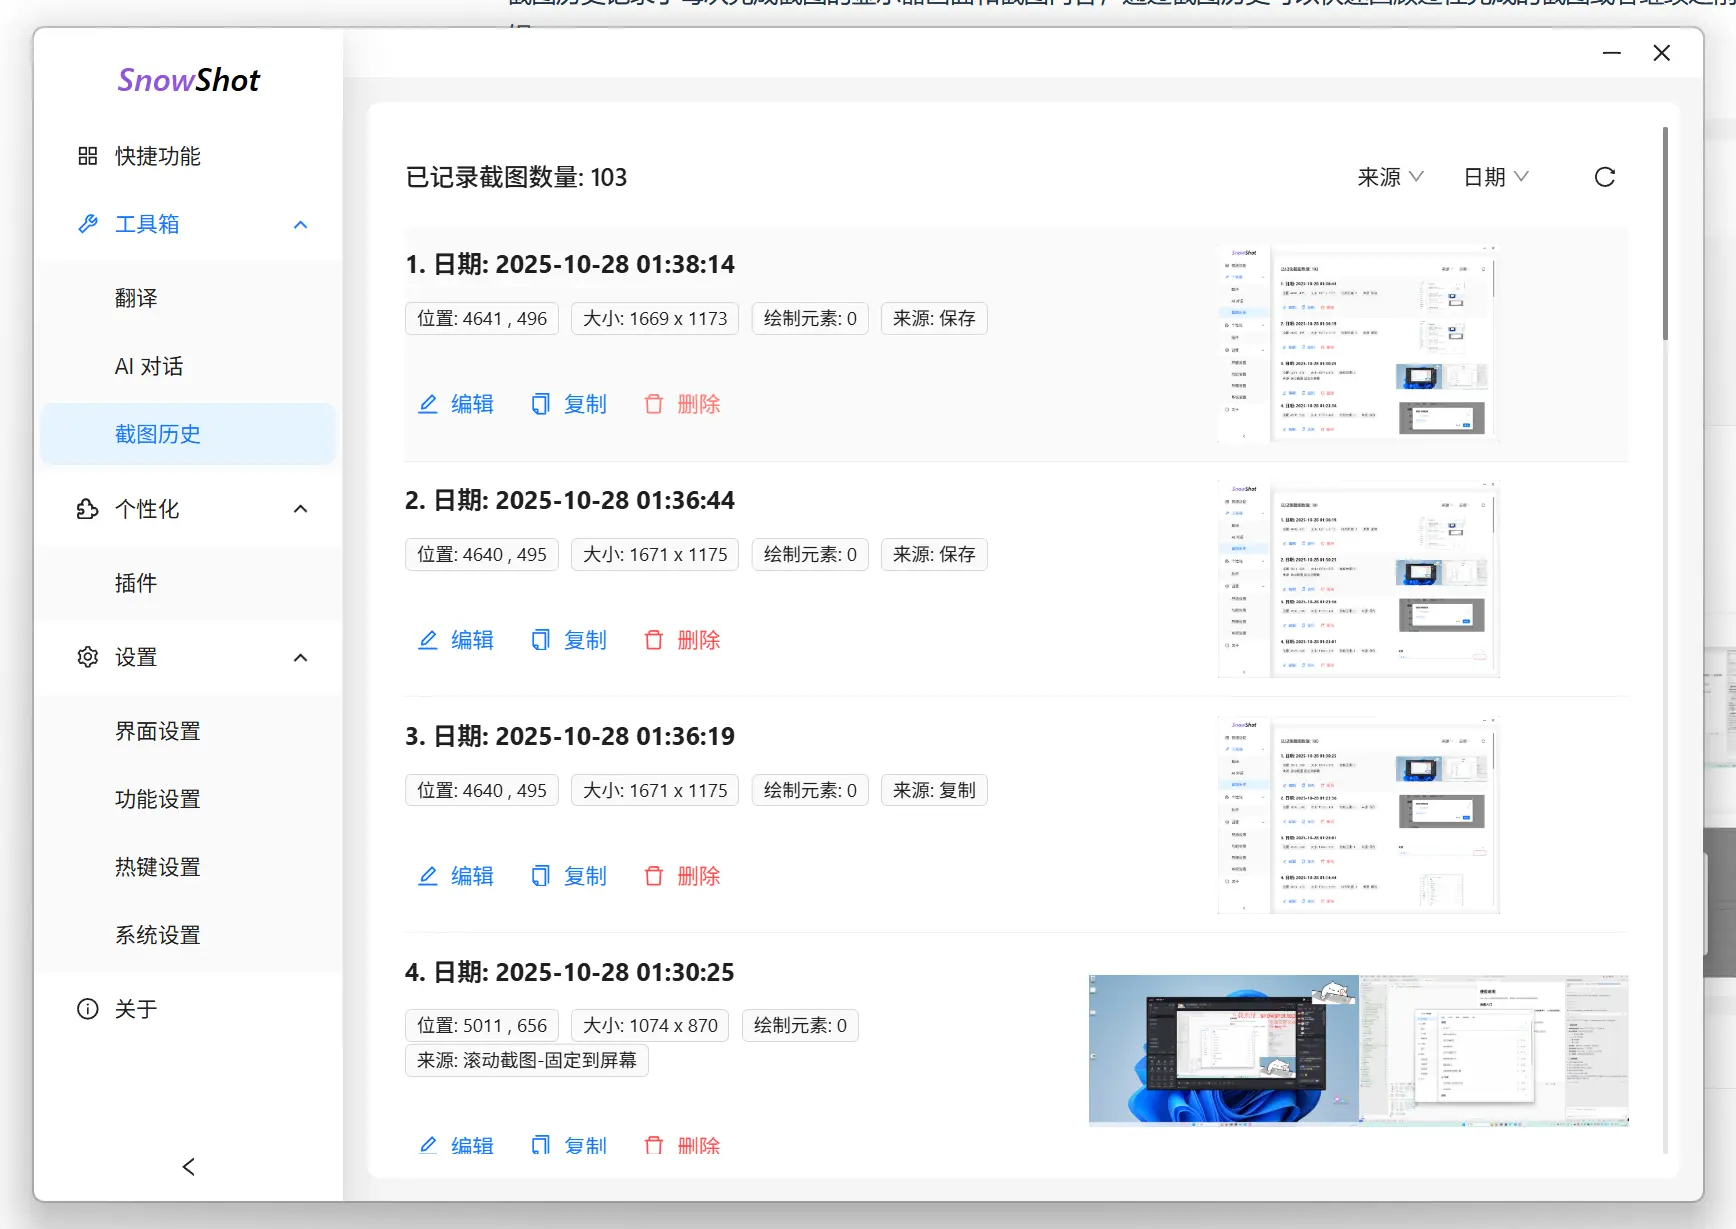 SnowShot
快捷功能
工具箱
翻译
AI 对话
截图历史
个性化
插件
设置
界面设置
功能设置
热键设置
系统设置
关于
已记录截图数量: 103
来源
日期
1. 日期: 2025-10-28 01:38:14
位置: 4641 , 496
大小: 1669 x 1173
绘制元素: 0
来源: 保存
编辑
复制
删除
2. 日期: 2025-10-28 01:36:44
位置: 4640 , 495
大小: 1671 x 1175
绘制元素: 0
来源: 保存
编辑
复制
删除
3. 日期: 2025-10-28 01:36:19
位置: 4640 , 495
大小: 1671 x 1175
绘制元素: 0
来源: 复制
编辑
复制
删除
4. 日期: 2025-10-28 01:30:25
位置: 5011 , 656
大小: 1074 x 870
绘制元素: 0
来源: 滚动截图-固定到屏幕
编辑
复制
删除